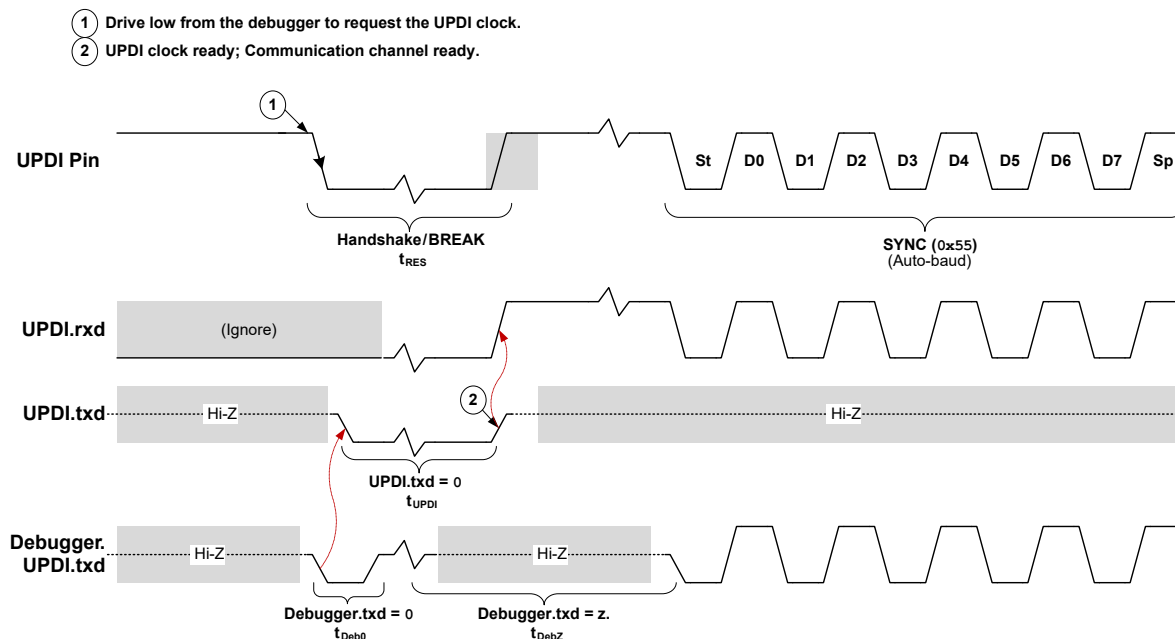 1 Drive low from the debugger to request the UPDI clock.
2 UPDI clock ready; Communication channel ready.
1
UPDI Pin
St D0 D1 D2 D3 D4 D5 D6 D7 Sp
Handshake/BREAK
tRES
SYNC (0x55)
(Auto-baud)
UPDI.rxd
(Ignore)
2
UPDI.txd
Hi-Z
Hi-Z
UPDI.txd = 0
tUPDI
Debugger.
UPDI.txd
Hi-Z
Hi-Z
Debugger.txd = 0
tDeb0
Debugger.txd = z.
tDebZ